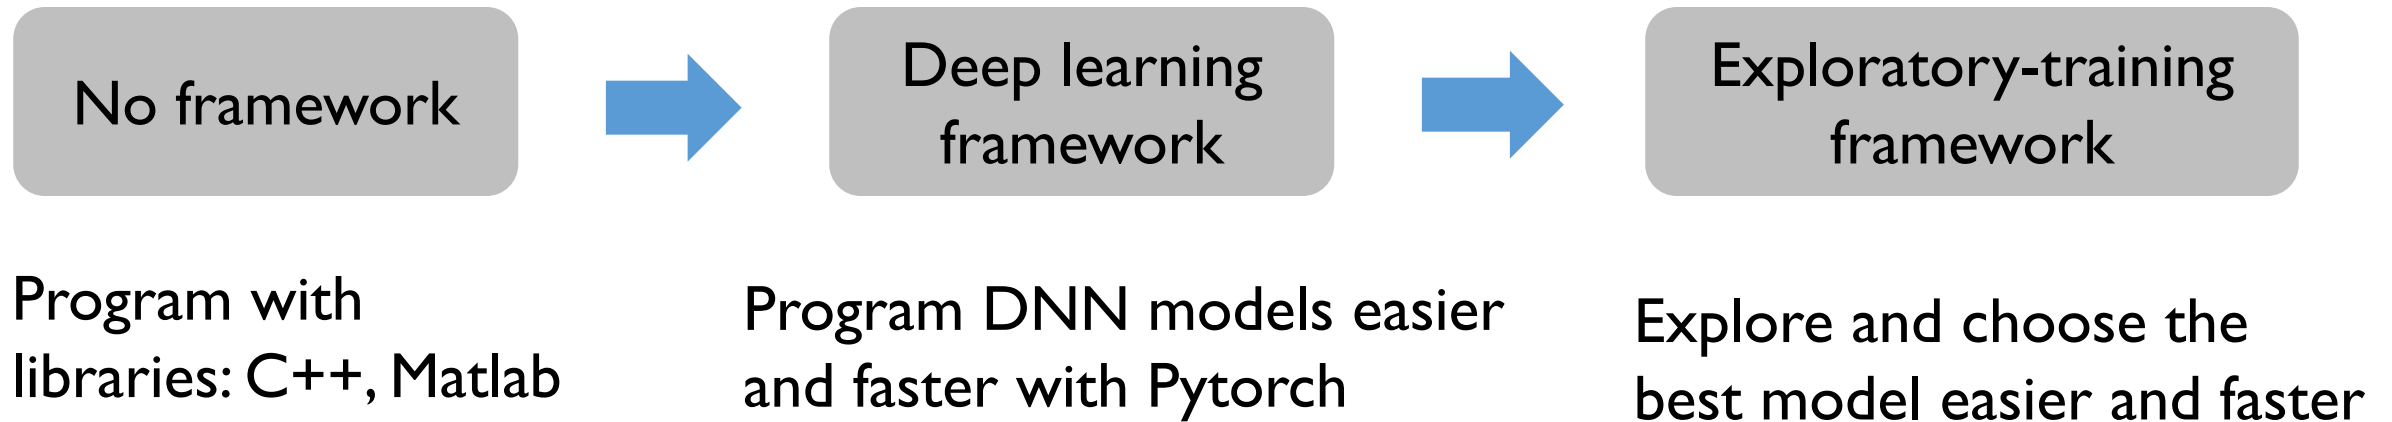 No framework
Deep learning
framework
Exploratory-training
framework
Program with
libraries: C++, Matlab
Program DNN models easier
and faster with Pytorch
Explore and choose the
best model easier and faster